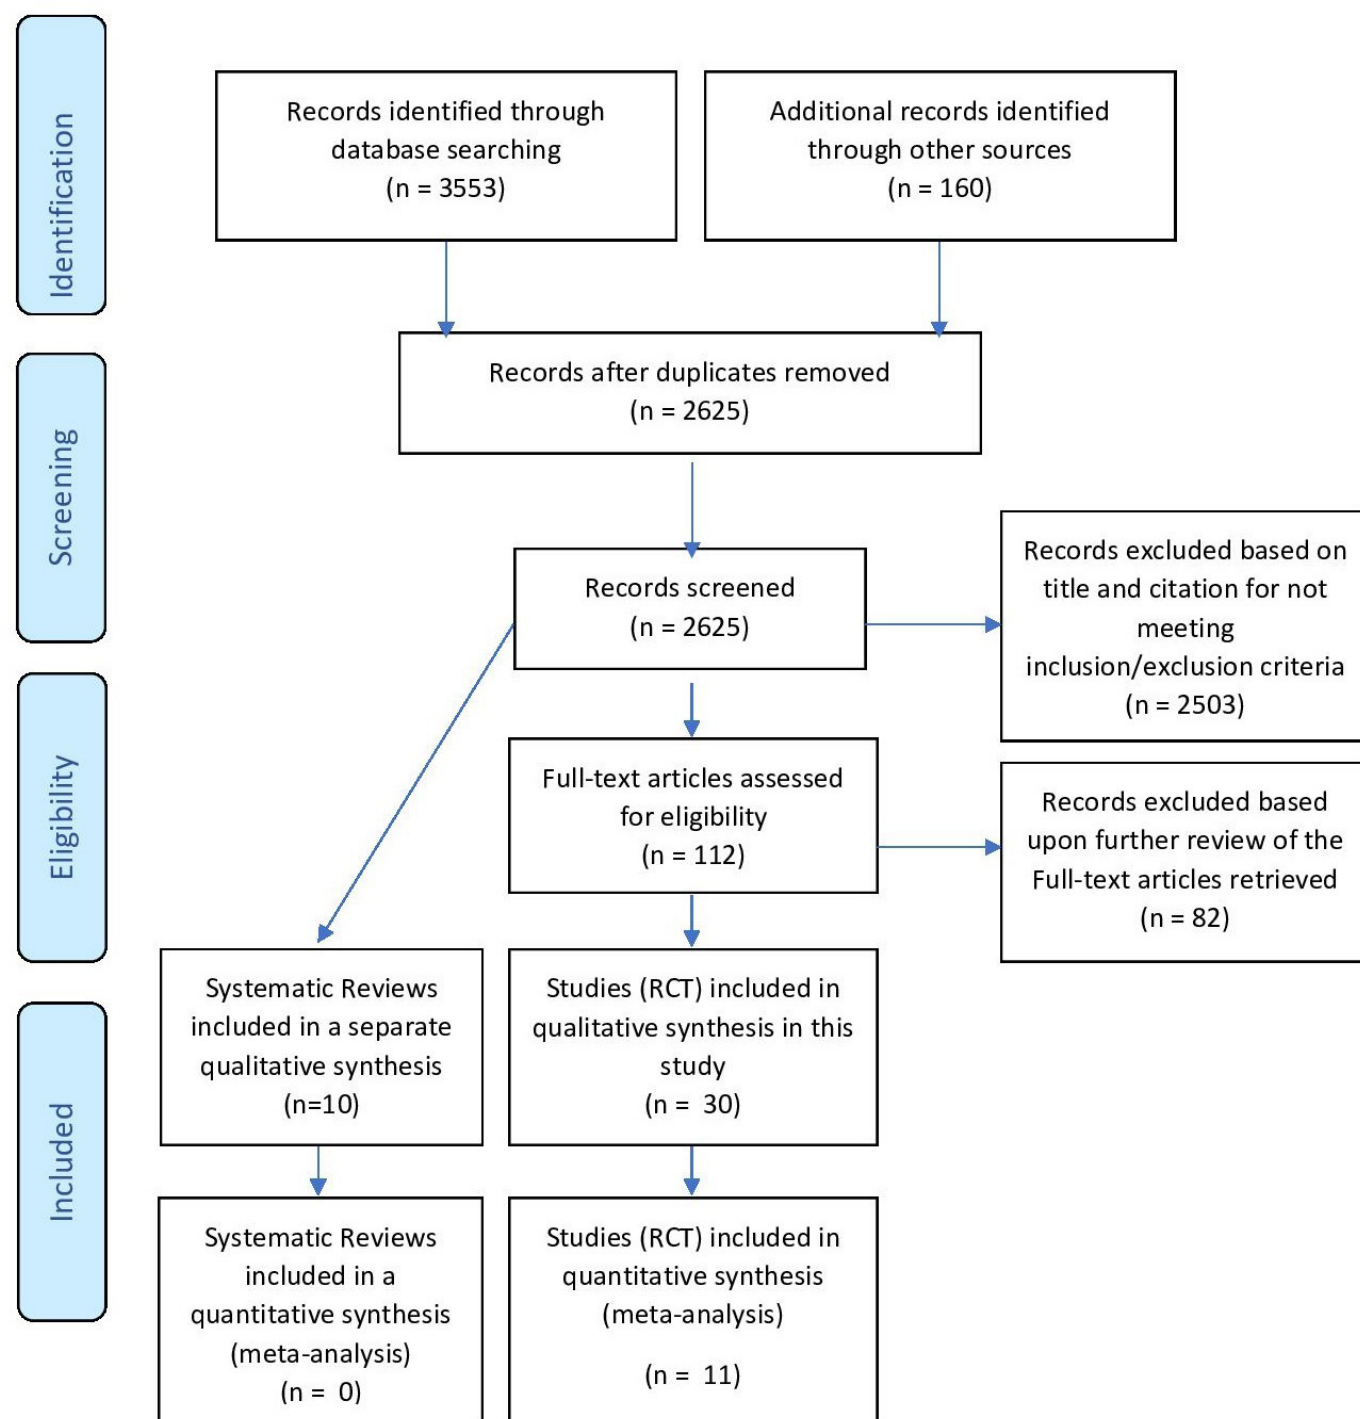 Identification
Records identified through
database searching
(n = 3553)
Additional records identified
through other sources
(n = 160)
Screening
Records after duplicates removed
(n = 2625)
Records screened
(n = 2625)
Records excluded based on
title and citation for not
meeting
inclusion/exclusion criteria
(n = 2503)
Eligibility
Full-text articles assessed
for eligibility
(n = 112)
Records excluded based
upon further review of the
Full-text articles retrieved
(n = 82)
Included
Systematic Reviews
included in a separate
qualitative synthesis
(n=10)
Studies (RCT) included in
qualitative synthesis in this
study
(n = 30)
Systematic Reviews
included in a
quantitative synthesis
(meta-analysis)
(n = 0)
Studies (RCT) included in
quantitative synthesis
(meta-analysis)
(n = 11)